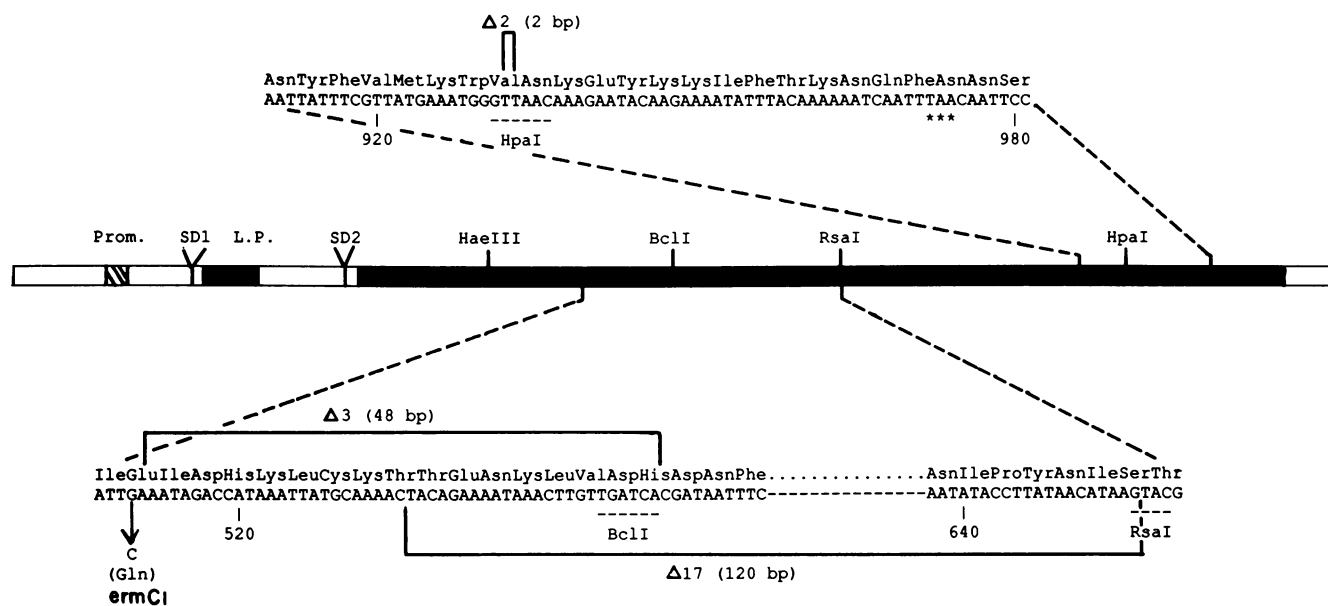 Δ2 (2 bp)
AsnTyrPheValMetLysTrpValAsnLysGluTyrLysLysIlePheThrLysAsnGlnPheAsnAsnSer
AATTATTTCGTTATGAAATGGGTTAACAAAGAATACAAGAAAATATTTACAAAAAATCAATTTAACAATTCC
920
HpaI
***
980
Prom.
SD1
L.P.
SD2
HaeIII
BclI
RsaI
HpaI
Δ3 (48 bp)
IleGluIleAspHisLysLeuCysLysThrThrGluAsnLysLeuValAspHisAspAsnPhe...............AsnIleProTyrAsnIleSerThr
ATTGAAATAGACCATAAATTATGCAAAACTACAGAAAATAAACTTGTTGATCACGATAATTTC---------------AATATACCTTATAACATAAGTACG
520
BclI
640
RsaI
C
(Gln)
ermC1
Δ17 (120 bp)